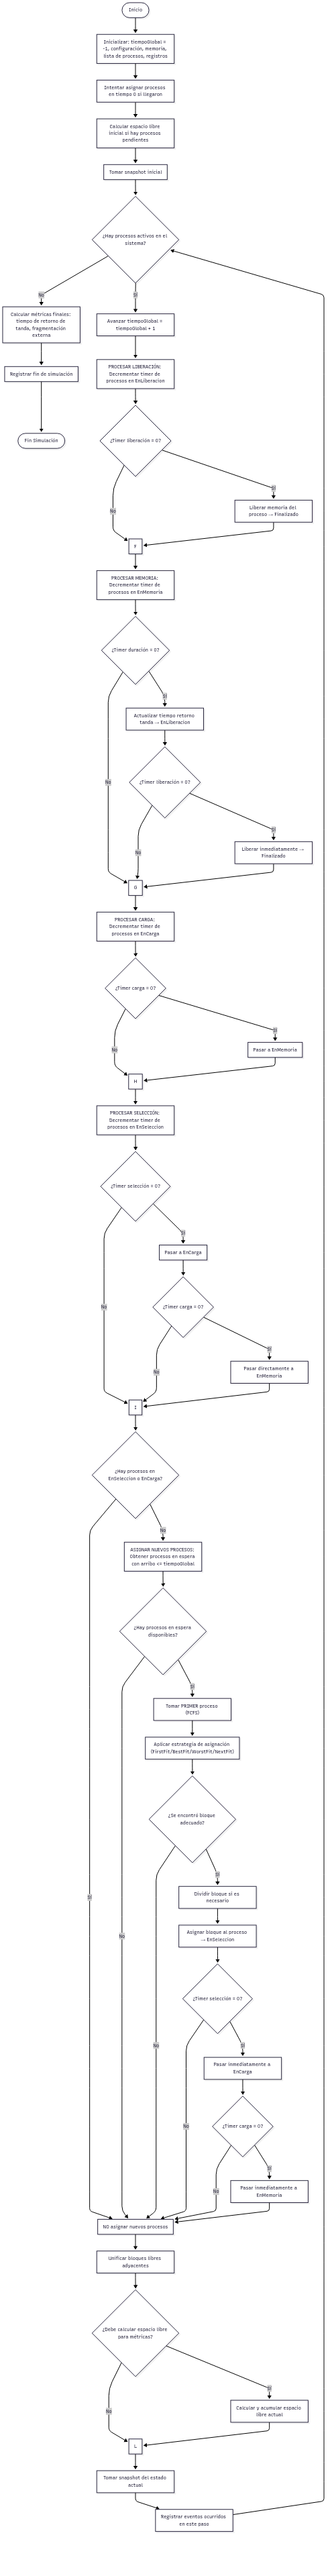 Inicio
Inicializar: tiempoGlobal =
-1, configuración, memoria,
lista de procesos, registros
Intentar asignar procesos
en tiempo 0 si llegaron
Calcular espacio libre
inicial si hay procesos
pendientes
Tomar snapshot inicial
¿Hay procesos activos en el
sistema?
No
Sí
Calcular métricas finales:
tiempo de retorno de
tanda, fragmentación
externa
Avanzar tiempoGlobal =
tiempoGlobal + 1
Registrar fin de simulación
PROCESAR LIBERACIÓN:
Decrementar timer de
procesos en EnLiberacion
Fin Simulación
¿Timer liberación = 0?
Sí
No
Liberar memoria del
proceso → Finalizado
F
PROCESAR MEMORIA:
Decrementar timer de
procesos en EnMemoria
¿Timer duración = 0?
Sí
Actualizar tiempo retorno
tanda → EnLiberacion
No
¿Timer liberación = 0?
Sí
No
Liberar inmediatamente →
Finalizado
G
PROCESAR CARGA:
Decrementar timer de
procesos en EnCarga
¿Timer carga = 0?
Sí
No
Pasar a EnMemoria
H
PROCESAR SELECCIÓN:
Decrementar timer de
procesos en EnSeleccion
¿Timer selección = 0?
Sí
Pasar a EnCarga
No
¿Timer carga = 0?
Sí
No
Pasar directamente a
EnMemoria
I
¿Hay procesos en
EnSeleccion o EnCarga?
No
ASIGNAR NUEVOS PROCESOS:
Obtener procesos en espera
con arribo <= tiempoGlobal
¿Hay procesos en espera
disponibles?
Sí
Tomar PRIMER proceso
(FCFS)
Aplicar estrategia de asignación
(FirstFit/BestFit/WorstFit/NextFit)
¿Se encontró bloque
adecuado?
Sí
Sí
Dividir bloque si es
necesario
No
Asignar bloque al proceso
→ EnSeleccion
¿Timer selección = 0?
No
Sí
Pasar inmediatamente a
EnCarga
No
¿Timer carga = 0?
Sí
No
Pasar inmediatamente a
EnMemoria
NO asignar nuevos procesos
Unificar bloques libres
adyacentes
¿Debe calcular espacio libre
para métricas?
Sí
No
Calcular y acumular espacio
libre actual
L
Tomar snapshot del estado
actual
Registrar eventos ocurridos
en este paso